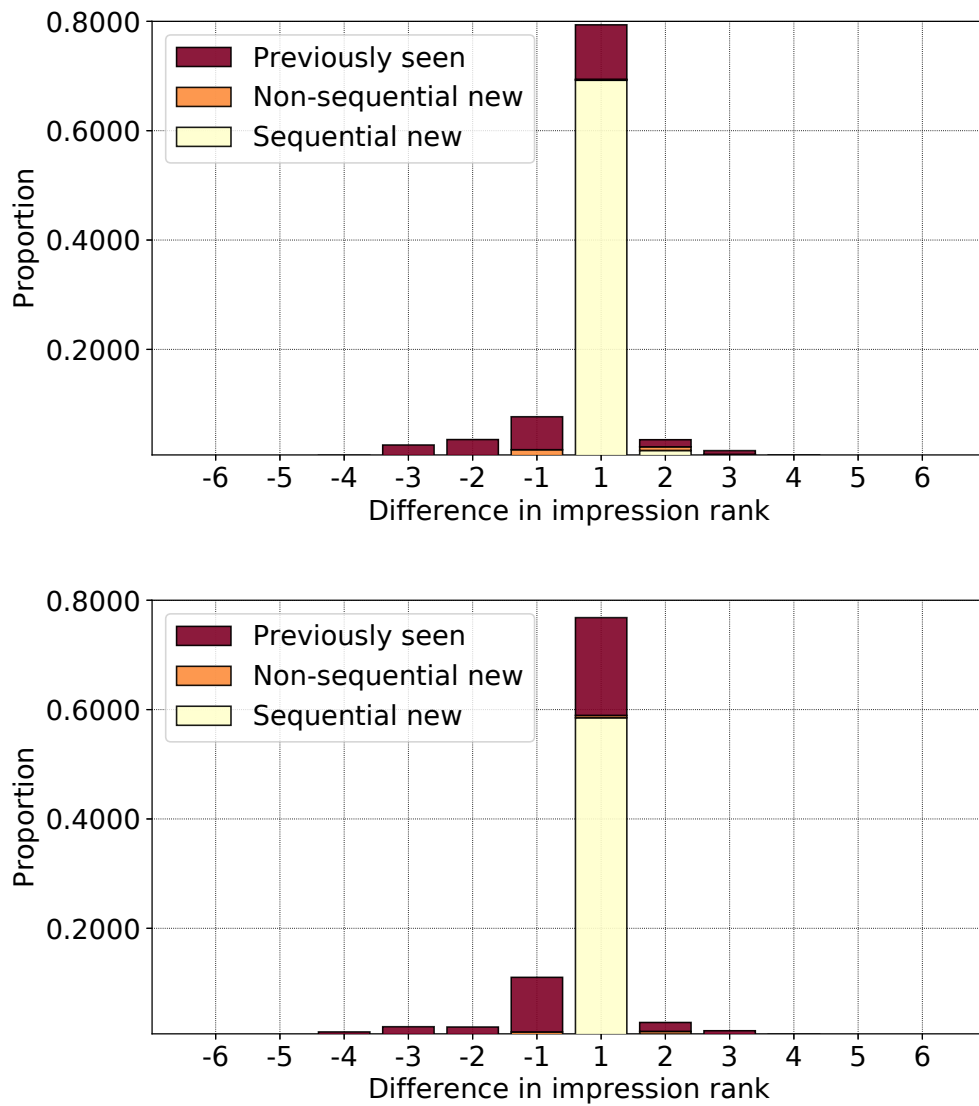 0.8000
Previously seen
Non-sequential new
Sequential new
0.6000
0.4000
0.2000
Proportion
-6 -5 -4 -3 -2 -1 1 2 3 4 5 6
Difference in impression rank
0.8000
Previously seen
Non-sequential new
Sequential new
0.6000
0.4000
0.2000
Proportion
-6 -5 -4 -3 -2 -1 1 2 3 4 5 6
Difference in impression rank